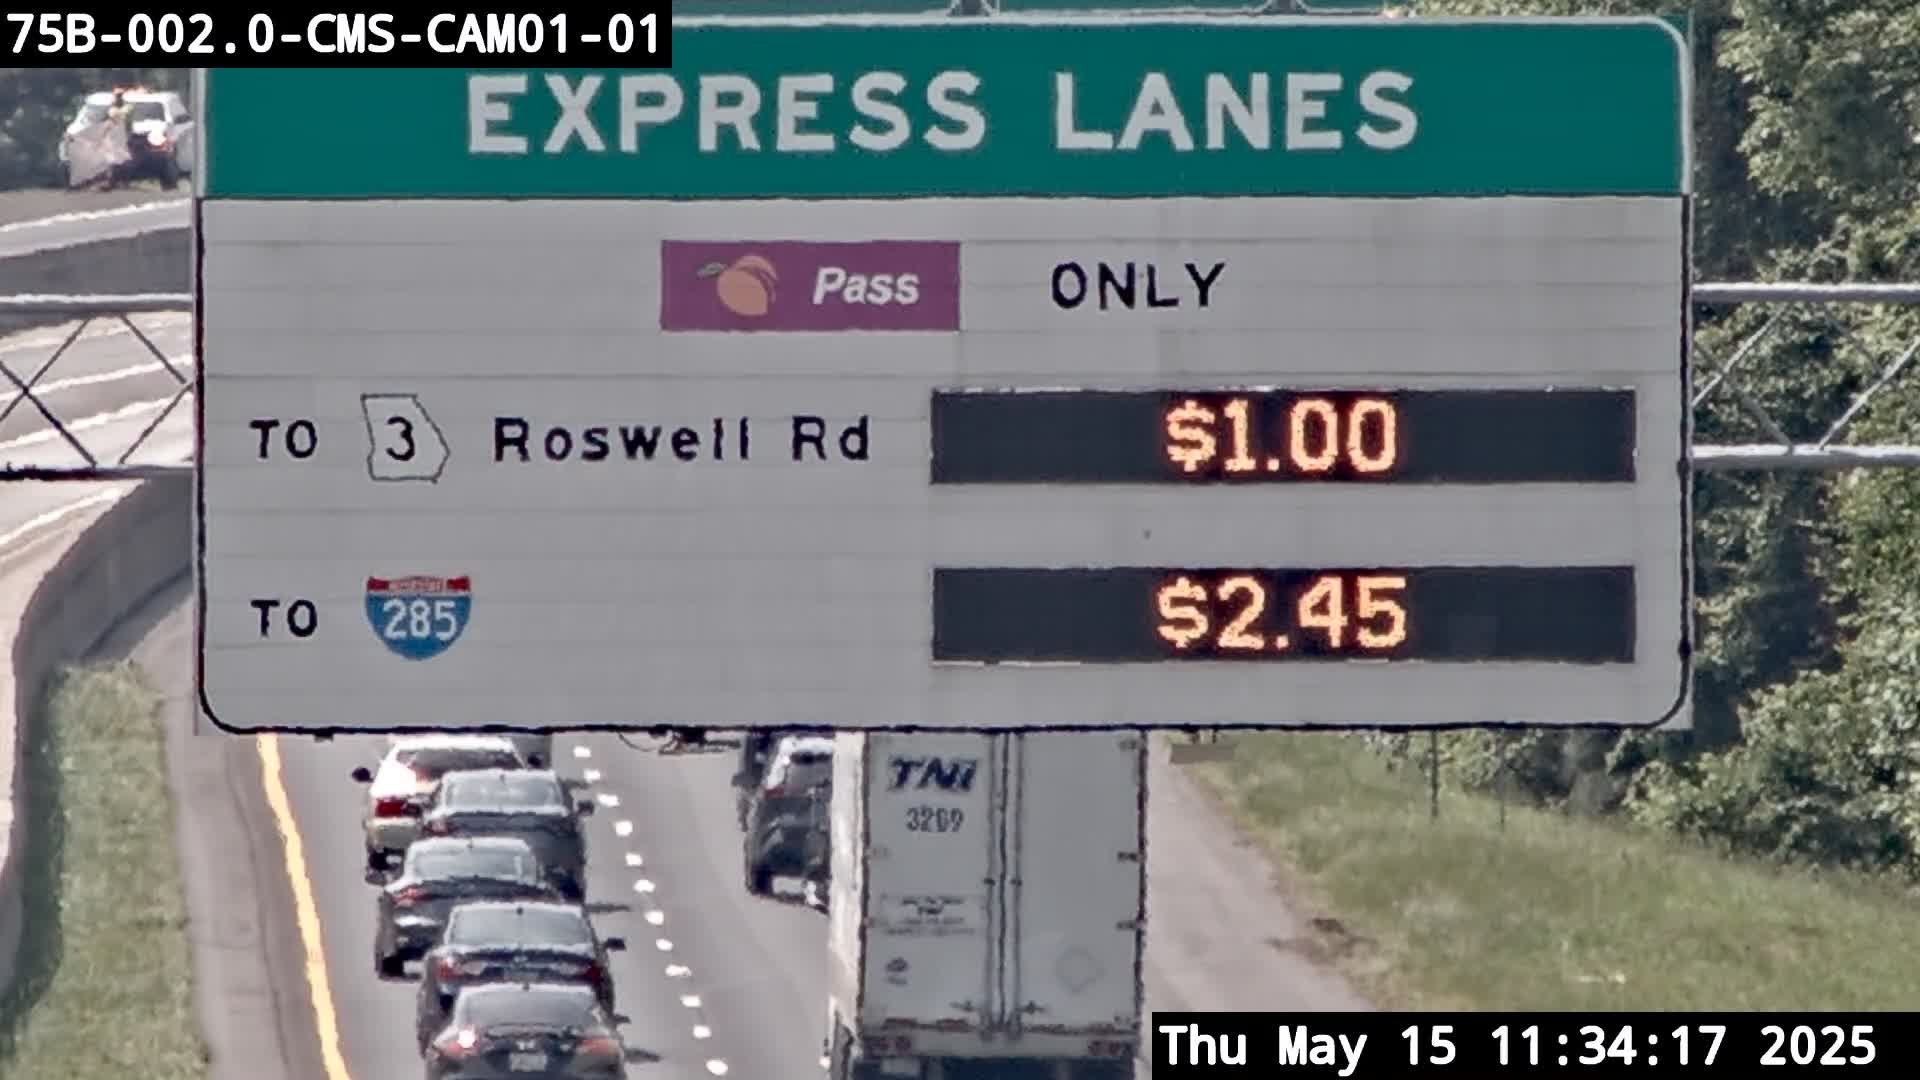 75B-002.0-CMS-CAM01-01
EXPRESS LANES
Pass ONLY
TO 3 Roswell Rd $1.00
TO 285 $2.45
TNI
3209
Thu May 15 11:34:17 2025